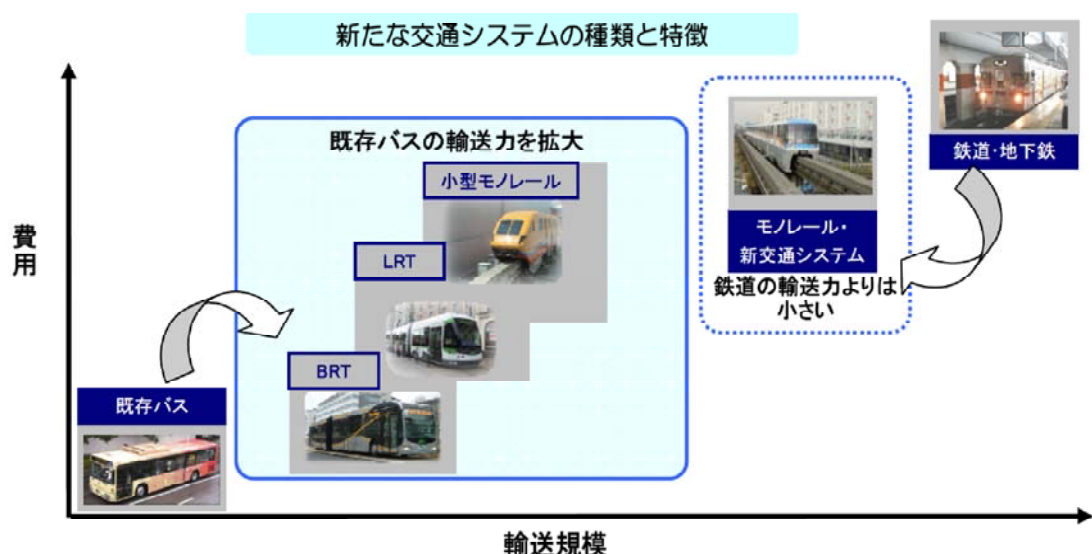 新たな交通システムの種類と特徴
費用
既存バスの輸送力を拡大
小型モノレール
LRT
BRT
既存バス
モノレール・
新交通システム
鉄道の輸送力よりは
小さい
鉄道・地下鉄
輸送規模